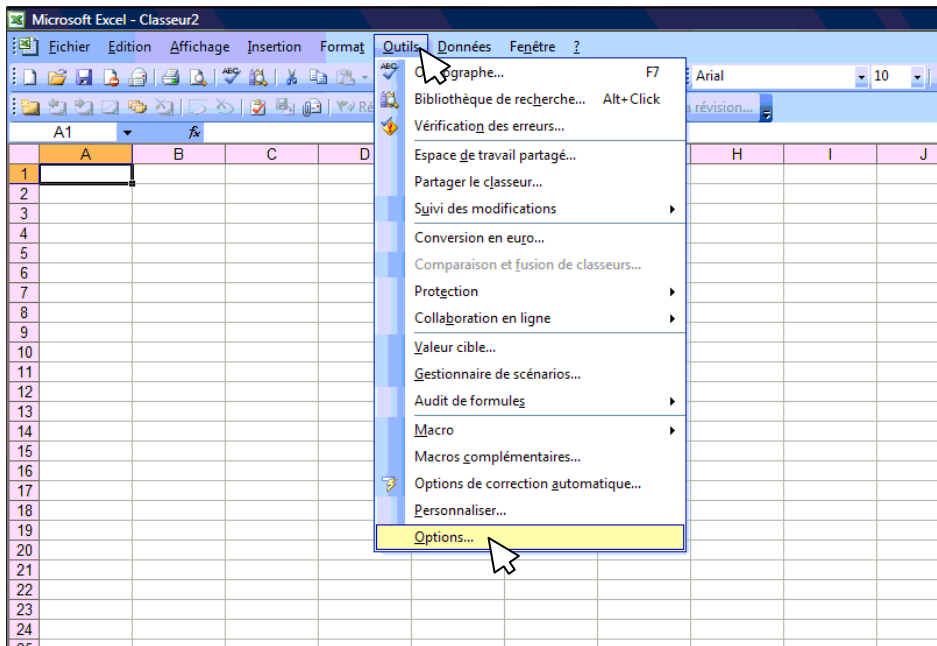 Microsoft Excel - Classeur2
Fichier Edition Affichage Insertion Format Outils Données Fenêtre ?
Arial 10
ABC
Ré
a révision...
A1 fx
A B C D H I J
Orthographe... F7
Bibliothèque de recherche... Alt+Click
Vérification des erreurs...
Espace de travail partagé...
Partager le classeur...
Suivi des modifications
Conversion en euro...
Comparaison et fusion de classeurs...
Protection
Collaboration en ligne
Valeur cible...
Gestionnaire de scénarios...
Audit de formules
Macro
Macros complémentaires...
Options de correction automatique...
Personnaliser...
Options...
1
2
3
4
5
6
7
8
9
10
11
12
13
14
15
16
17
18
19
20
21
22
23
24